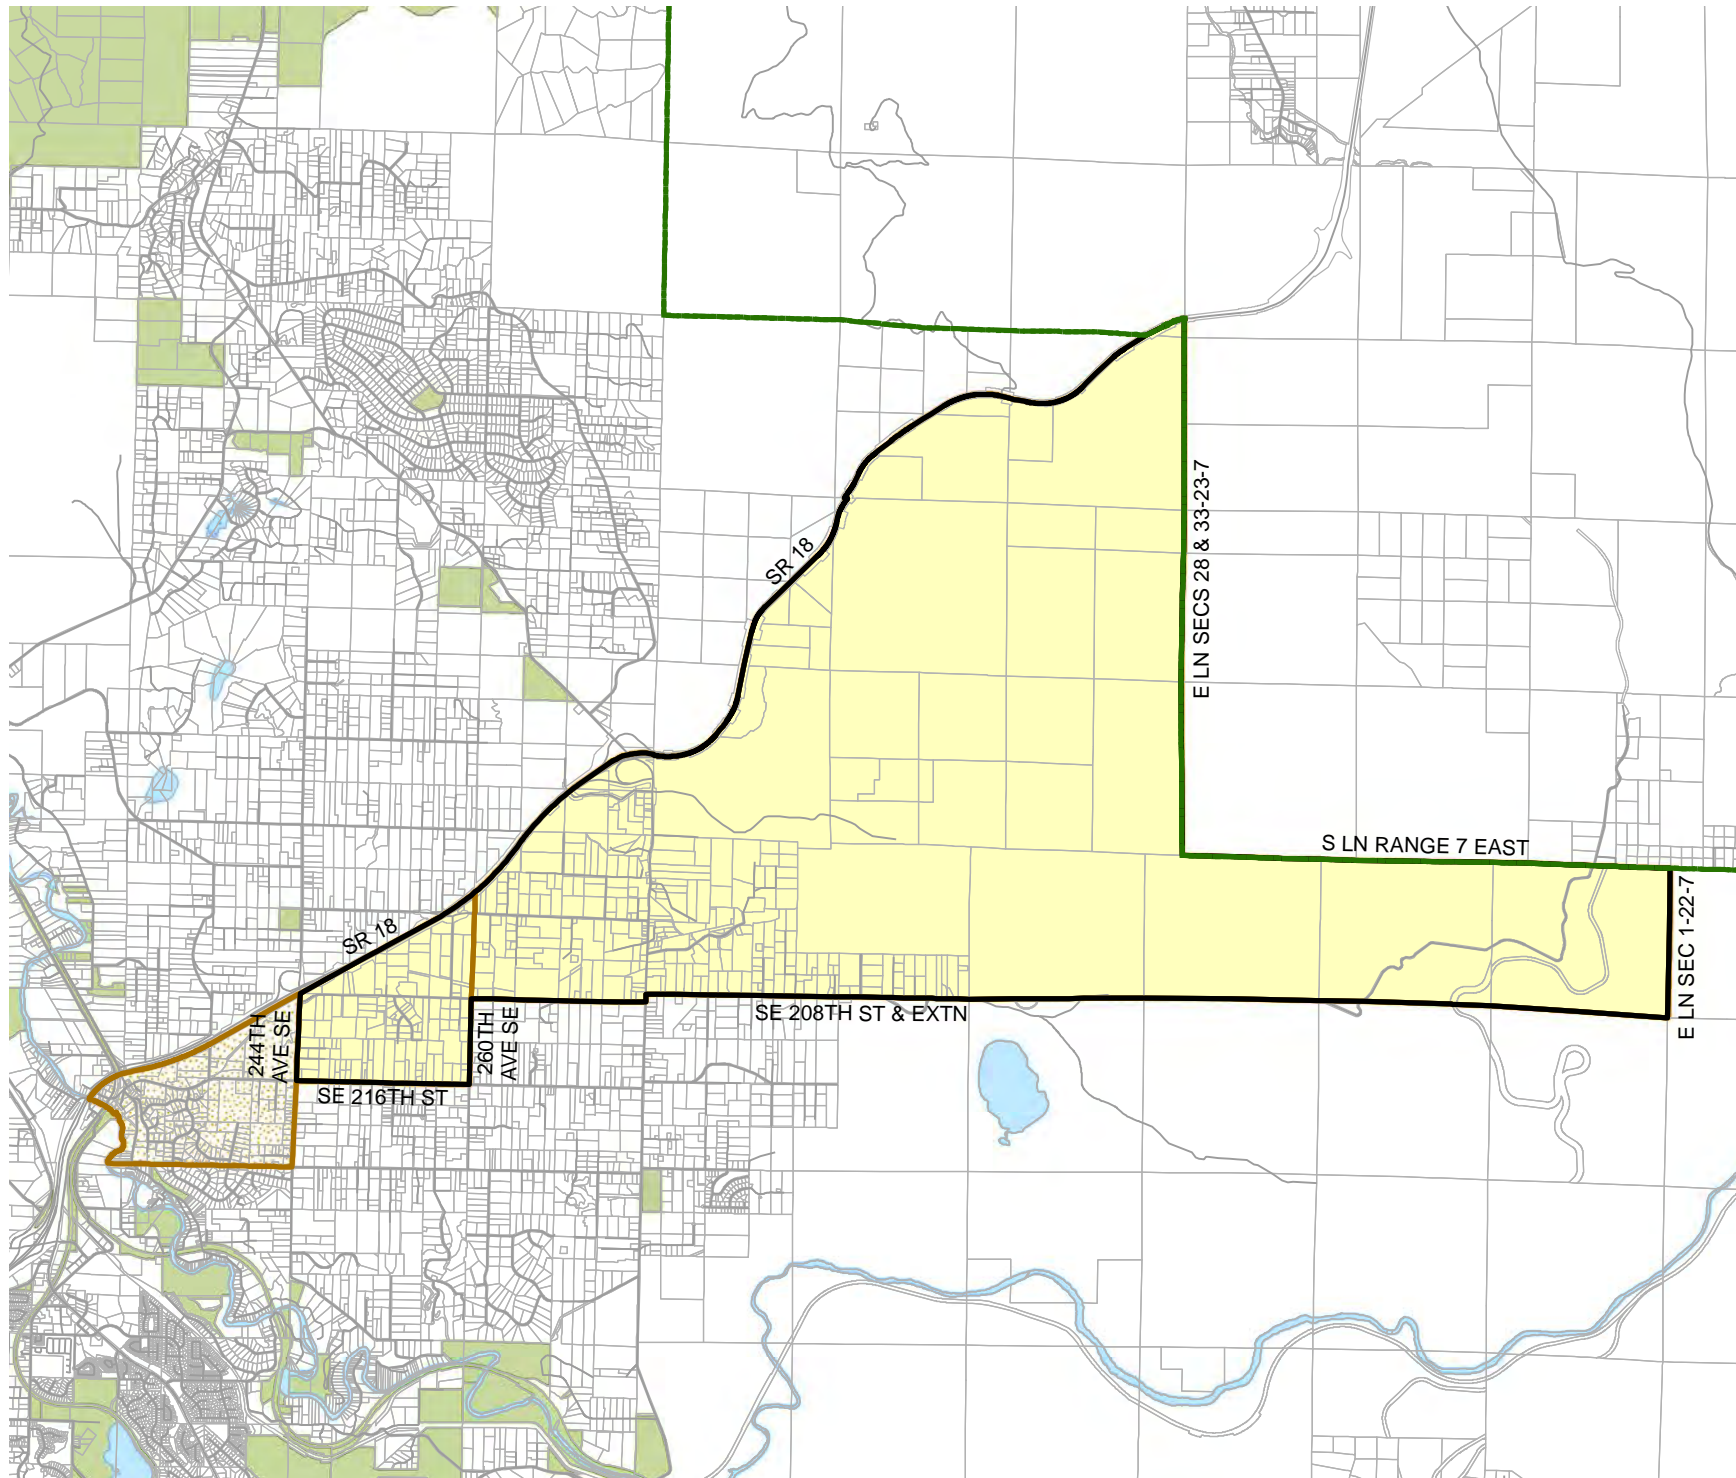 E LN SECS 28 & 33-23-7
SR 18
S LN RANGE 7 EAST
E LN SEC 1-22-7
SR 18
244TH
AVE SE
260TH
AVE SE
SE 208TH ST & EXTN
SE 216TH ST